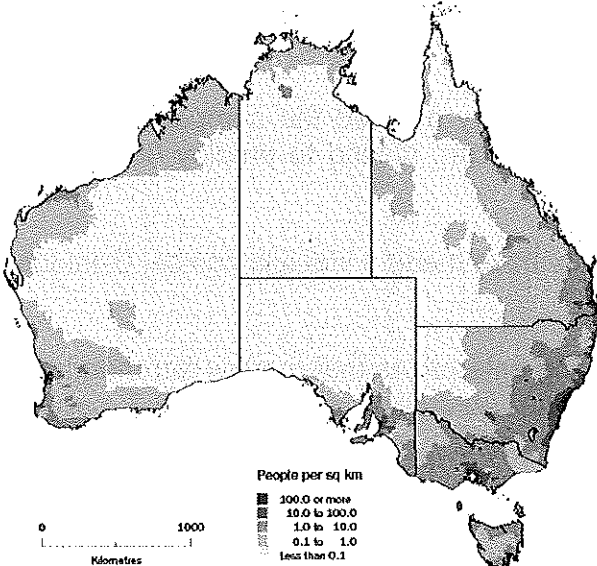 People per sq km
100.0 or more
10.0 to 100.0
1.0 to 10.0
0.1 to 1.0
Less than 0.1
0 1000
Kilometres